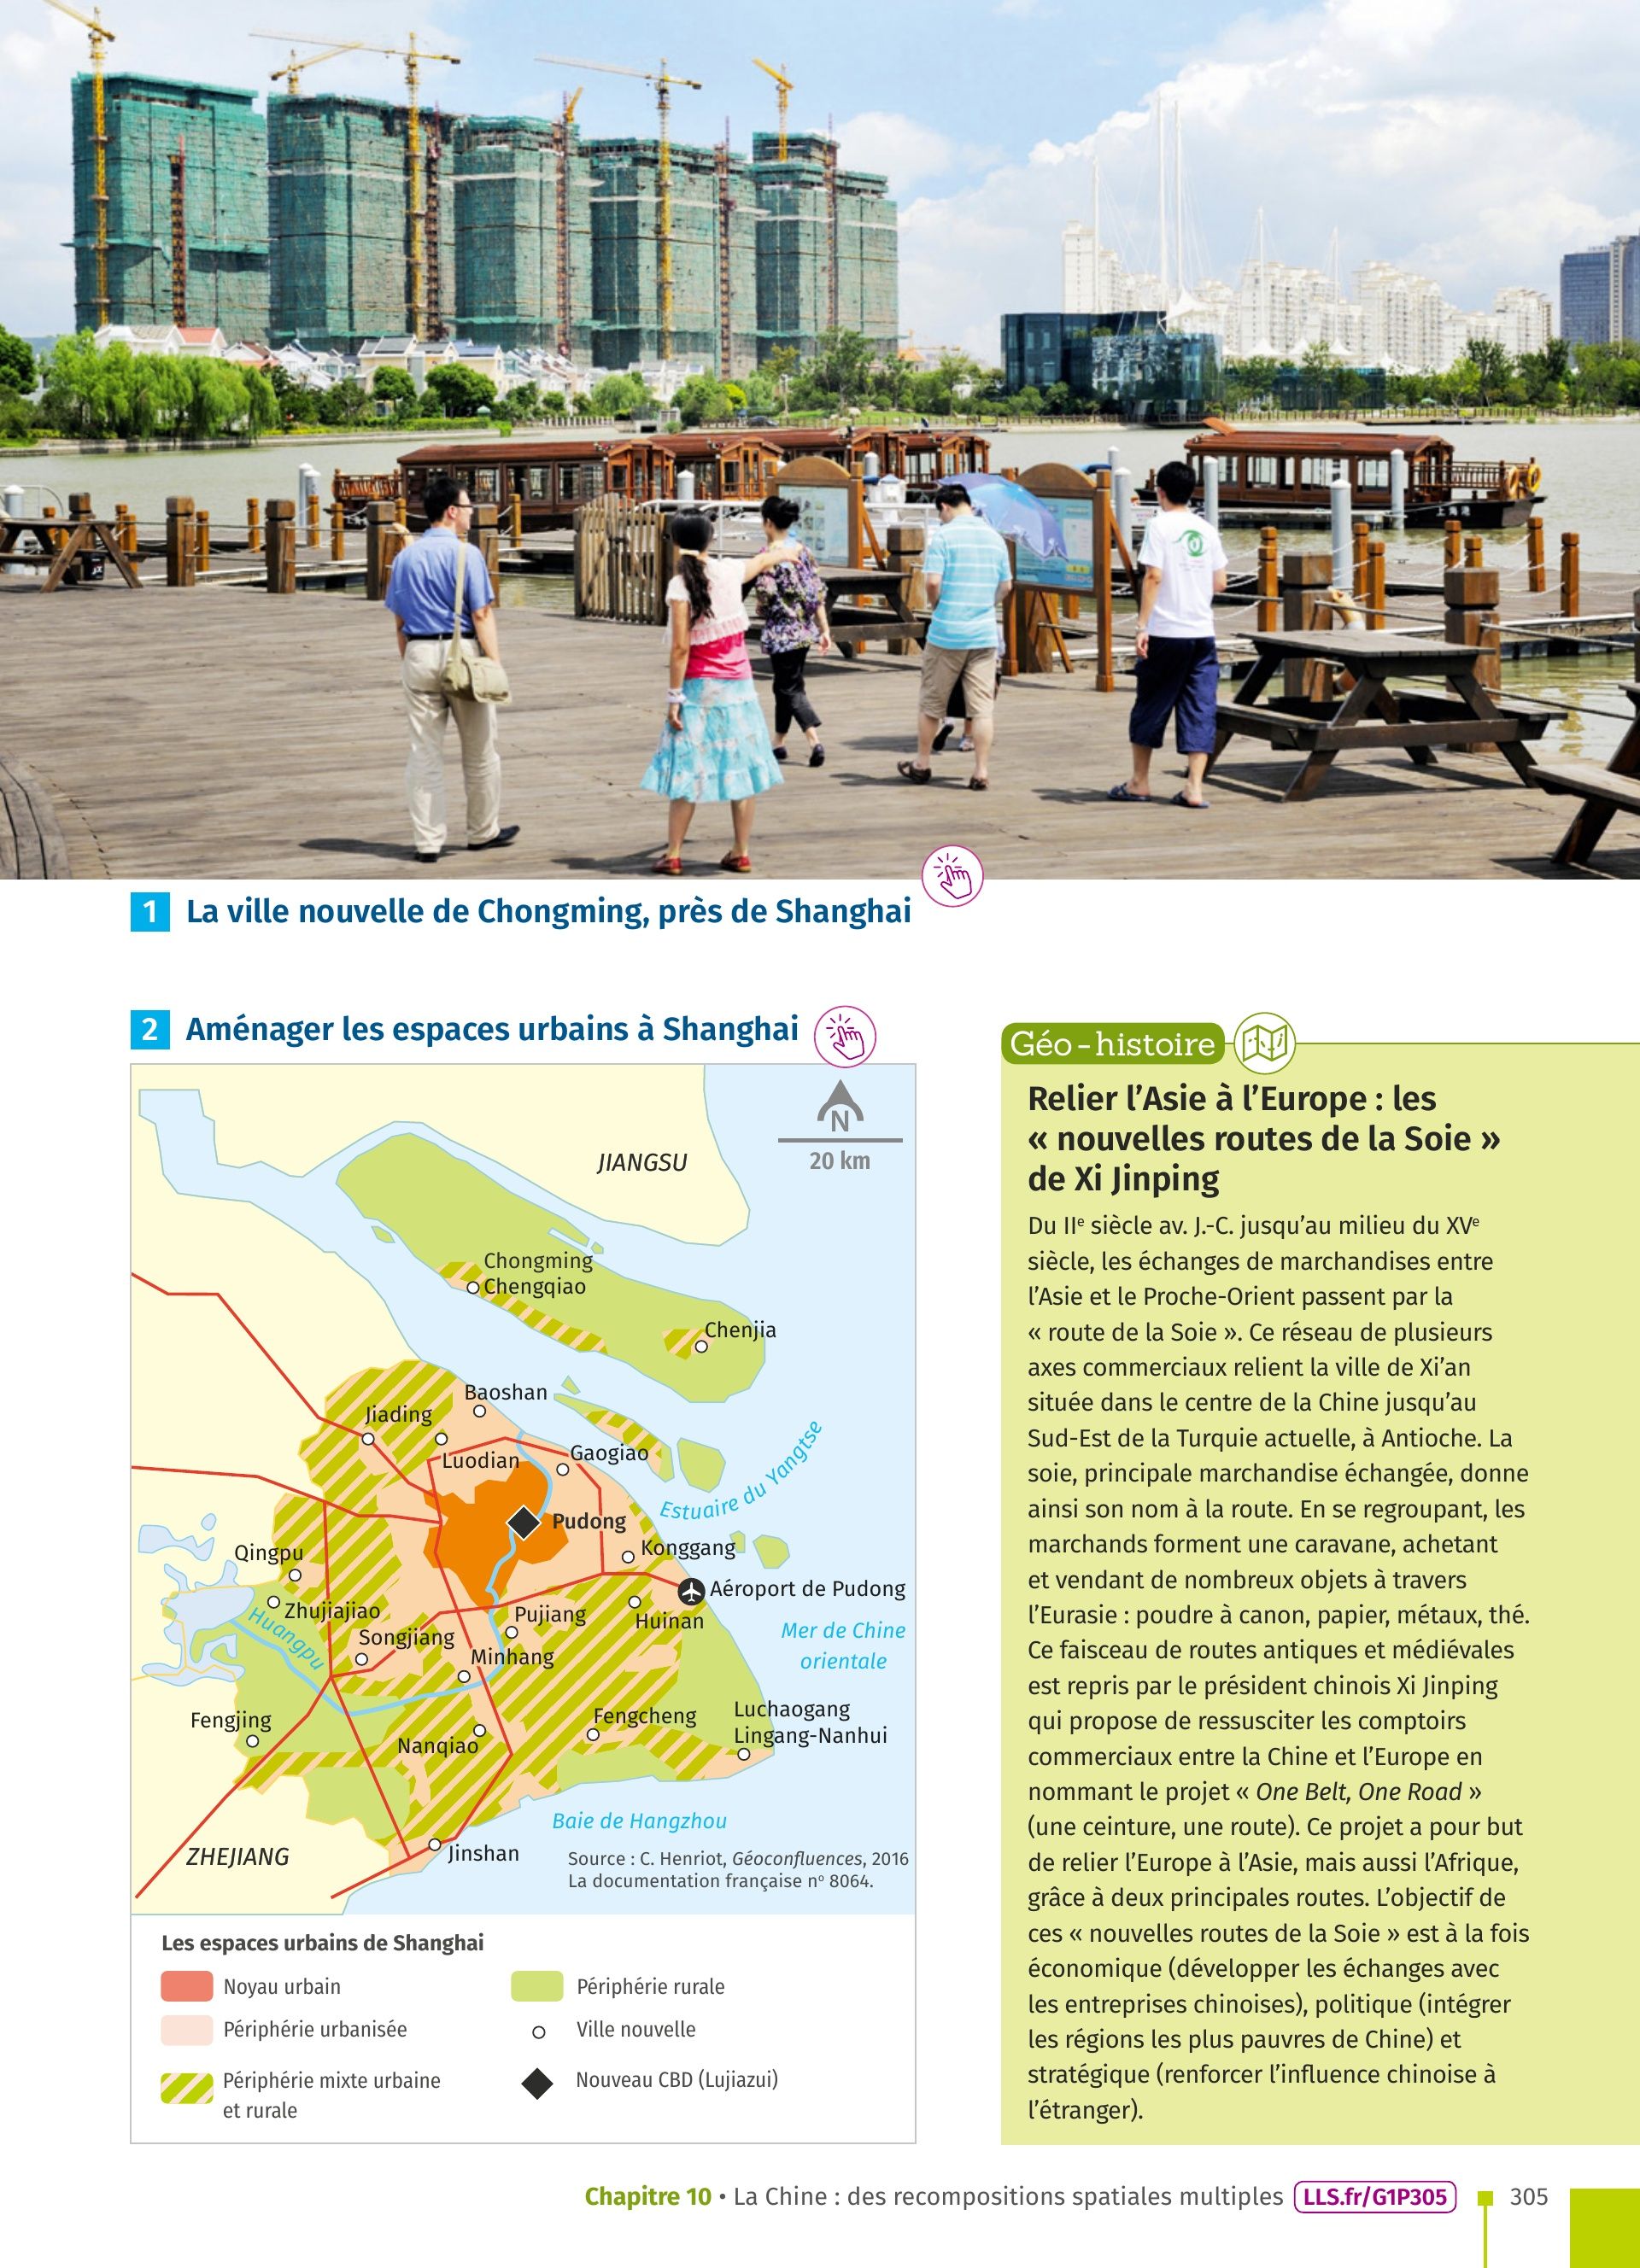 1 La ville nouvelle de Chongming, près de Shanghai
2 Aménager les espaces urbains à Shanghai
N
20 km
JIANGSU
Chongming
Chengqiao
Chenjia
Baoshan
Jiading
Luodian
Gaogiao
Estuaire du Yangtse
Pudong
Konggang
Qingpu
Aéroport de Pudong
Zhujiajiao
Huangpu
Pujiang
Huinan
Songjiang
Mer de Chine
orientale
Minhang
Fengjing
Fengcheng
Luchaogang
Lingang-Nanhui
Nanqiao
Baie de Hangzhou
ZHEJIANG
Jinshan
Source : C. Henriot, Géoconfluences, 2016
La documentation française nº 8064.
Les espaces urbains de Shanghai
Noyau urbain
Périphérie urbanisée
Périphérie mixte urbaine
et rurale
Périphérie rurale
Ville nouvelle
Nouveau CBD (Lujiazui)
Géo-histoire
Relier l’Asie à l’Europe : les
« nouvelles routes de la Soie »
de Xi Jinping
Du IIe siècle av. J.-C. jusqu’au milieu du XVe
siècle, les échanges de marchandises entre
l’Asie et le Proche-Orient passent par la
« route de la Soie ». Ce réseau de plusieurs
axes commerciaux relient la ville de Xi’an
située dans le centre de la Chine jusqu’au
Sud-Est de la Turquie actuelle, à Antioche. La
soie, principale marchandise échangée, donne
ainsi son nom à la route. En se regroupant, les
marchands forment une caravane, achetant
et vendant de nombreux objets à travers
l’Eurasie : poudre à canon, papier, métaux, thé.
Ce faisceau de routes antiques et médiévales
est repris par le président chinois Xi Jinping
qui propose de ressusciter les comptoirs
commerciaux entre la Chine et l’Europe en
nommant le projet « One Belt, One Road »
(une ceinture, une route). Ce projet a pour but
de relier l’Europe à l’Asie, mais aussi l’Afrique,
grâce à deux principales routes. L’objectif de
ces « nouvelles routes de la Soie » est à la fois
économique (développer les échanges avec
les entreprises chinoises), politique (intégrer
les régions les plus pauvres de Chine) et
stratégique (renforcer l’influence chinoise à
l’étranger).
Chapitre 10 • La Chine : des recompositions spatiales multiples LLS.fr/G1P305 305